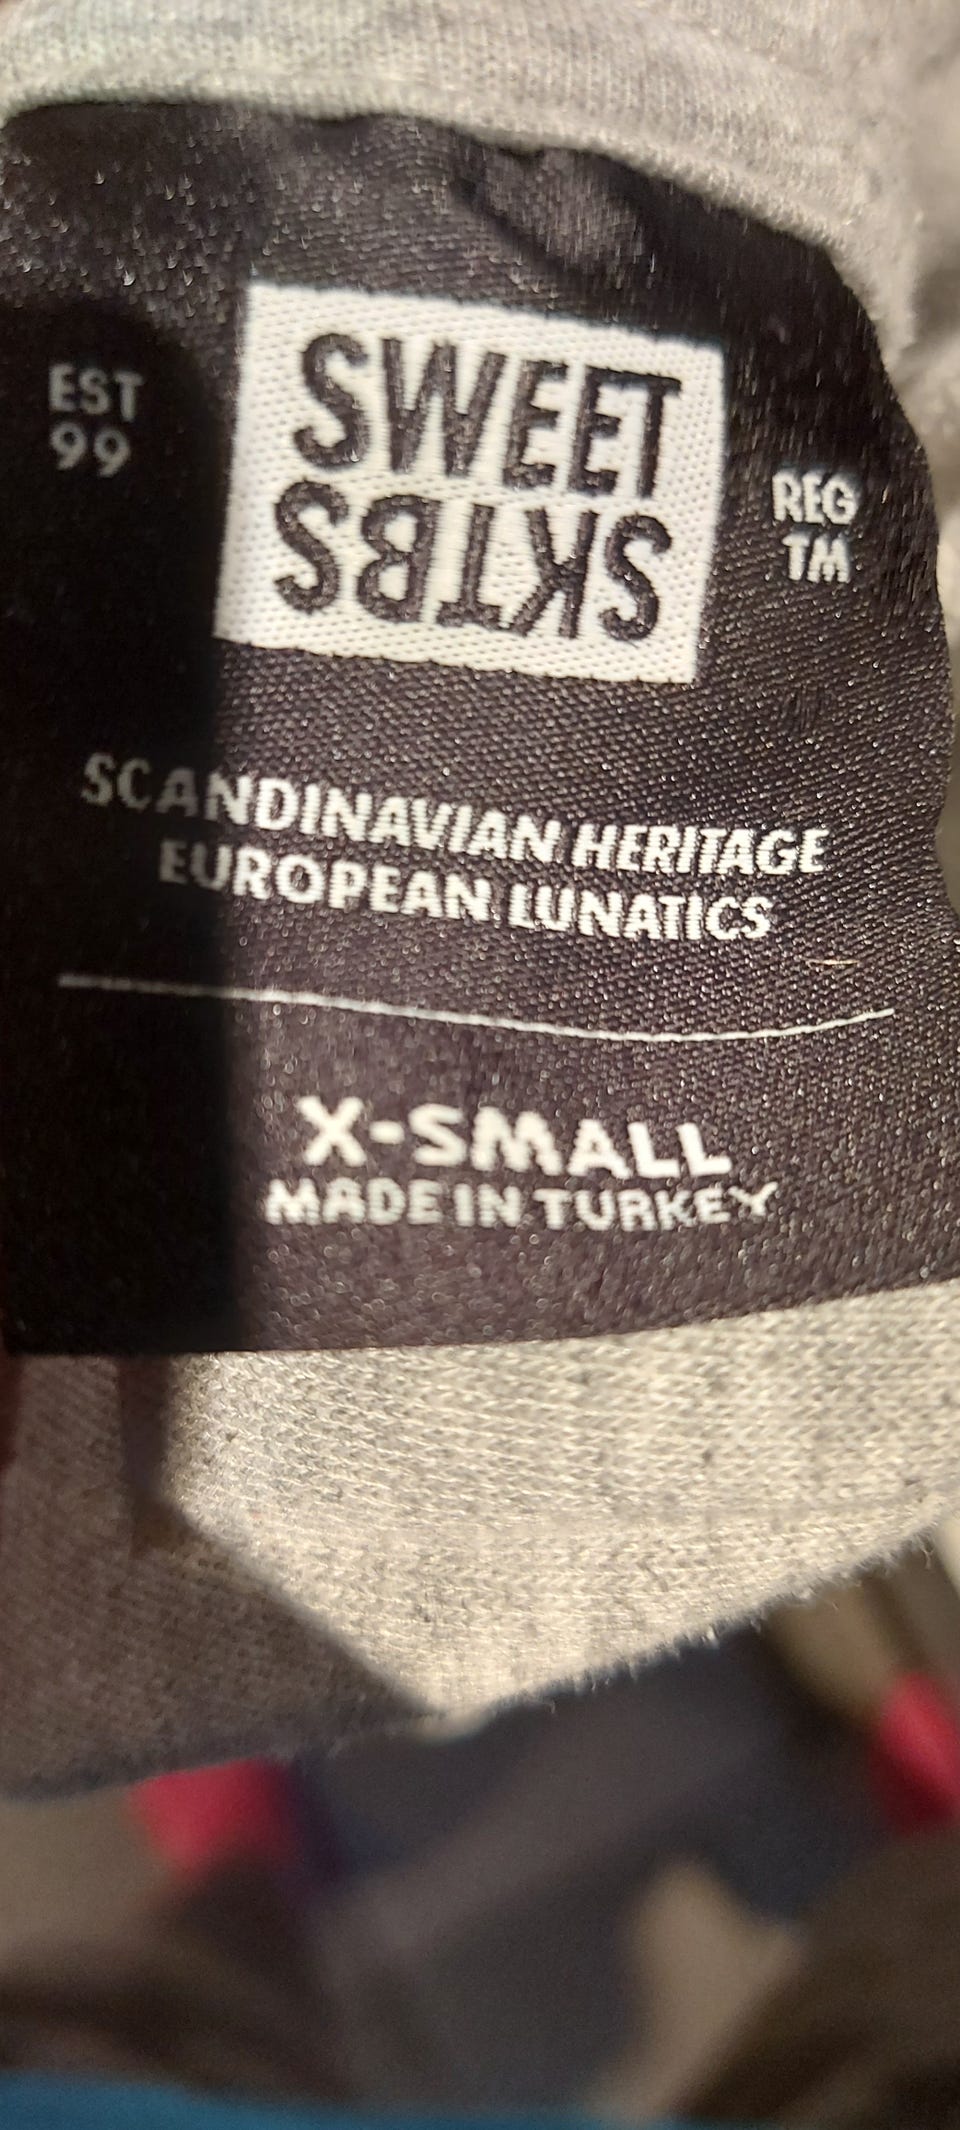 EST
99
SWEET
SKTBS
REG
TM
SCANDINAVIAN HERITAGE
EUROPEAN LUNATICS
X-SMALL
MADE IN TURKEY